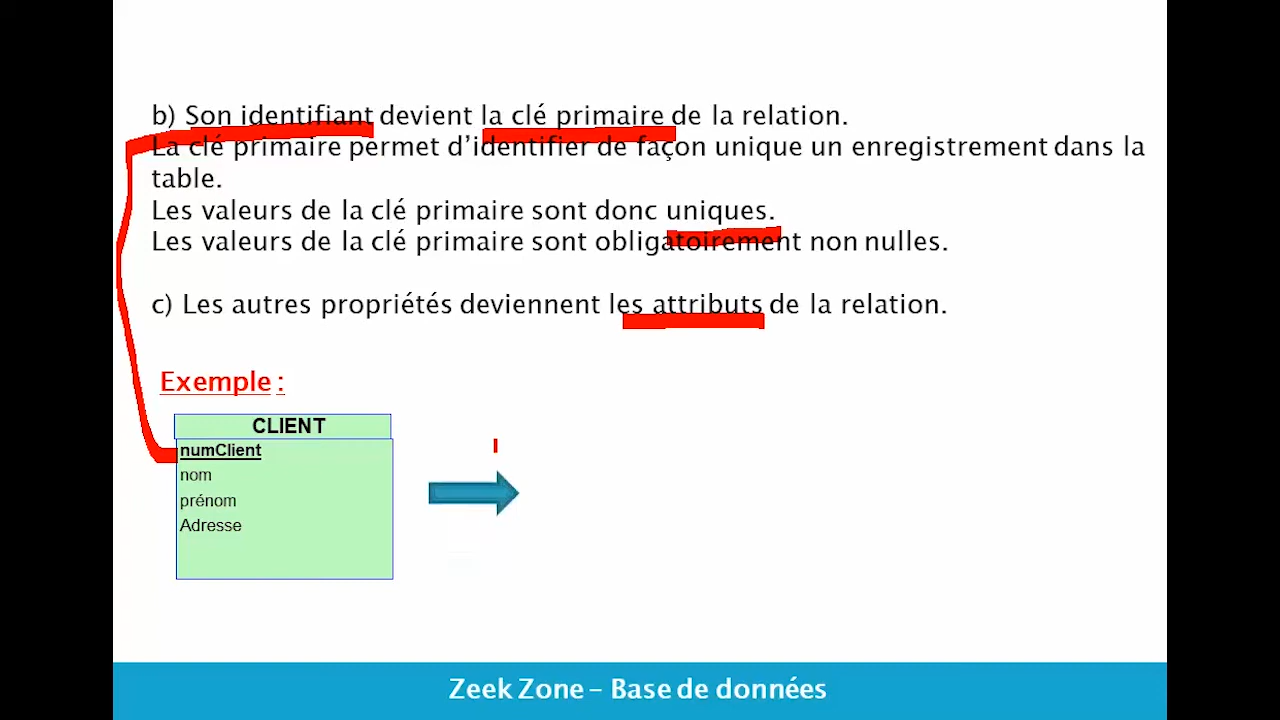 b) Son identifiant devient la clé primaire de la relation.
La clé primaire permet d’identifier de façon unique un enregistrement dans la
table.
Les valeurs de la clé primaire sont donc uniques.
Les valeurs de la clé primaire sont obligatoirement non nulles.
c) Les autres propriétés deviennent les attributs de la relation.
Exemple :
CLIENT
numClient
nom
prénom
Adresse
Zeek Zone – Base de données